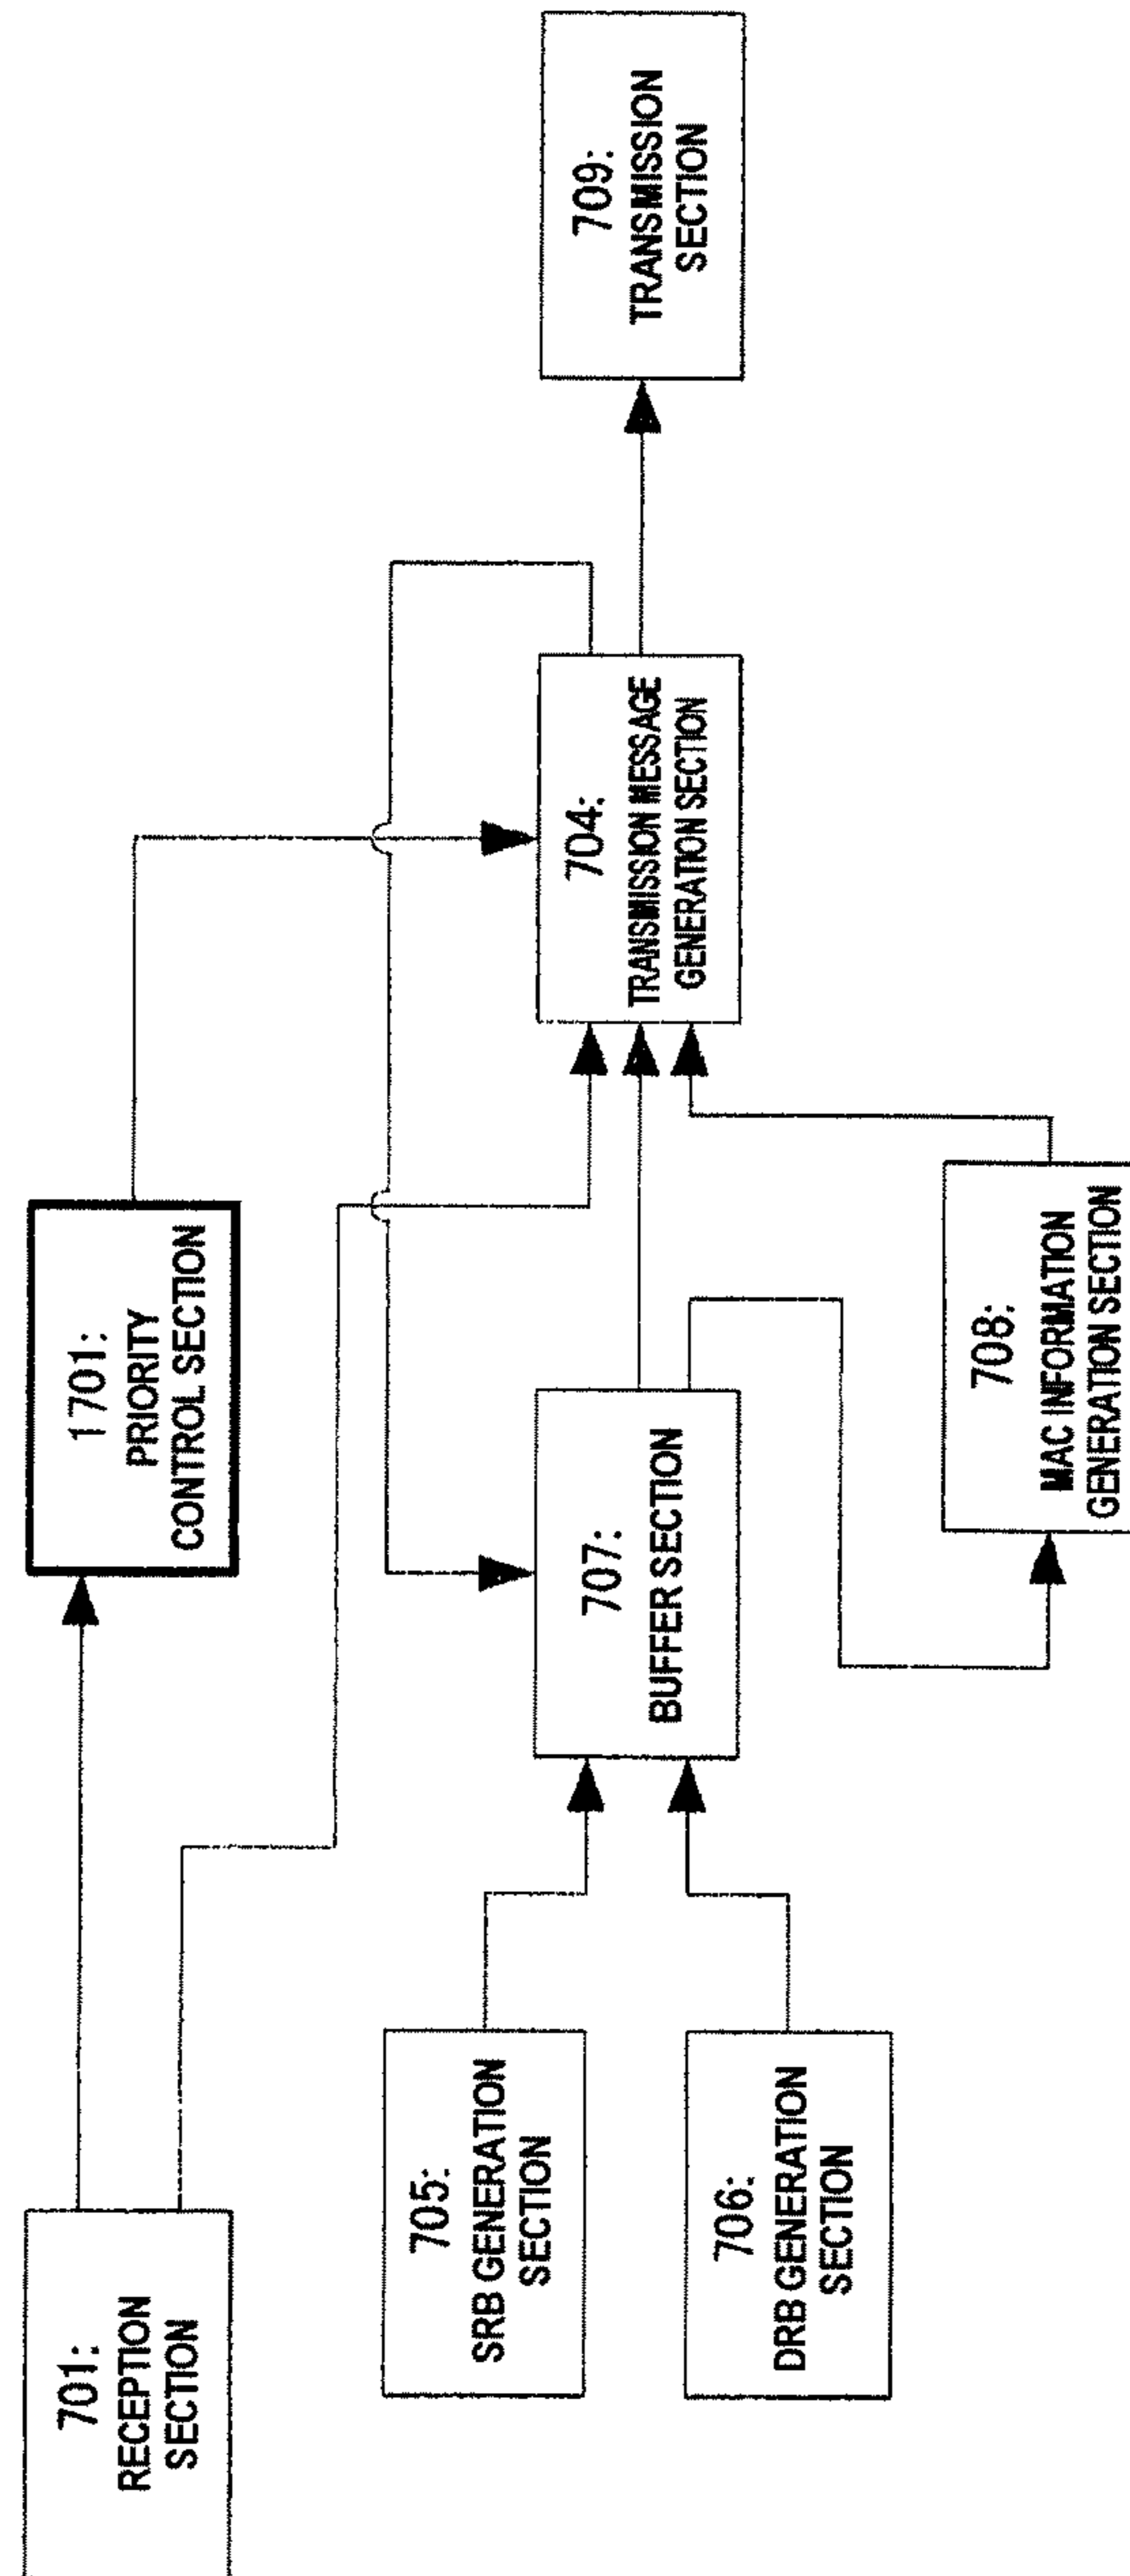 701:
RECEPTION
SECTION
1701:
PRIORITY
CONTROL SECTION
705:
SRB GENERATION
SECTION
706:
DRB GENERATION
SECTION
707:
BUFFER SECTION
708:
MAC INFORMATION
GENERATION SECTION
704:
TRANSMISSION MESSAGE
GENERATION SECTION
709:
TRANSMISSION
SECTION